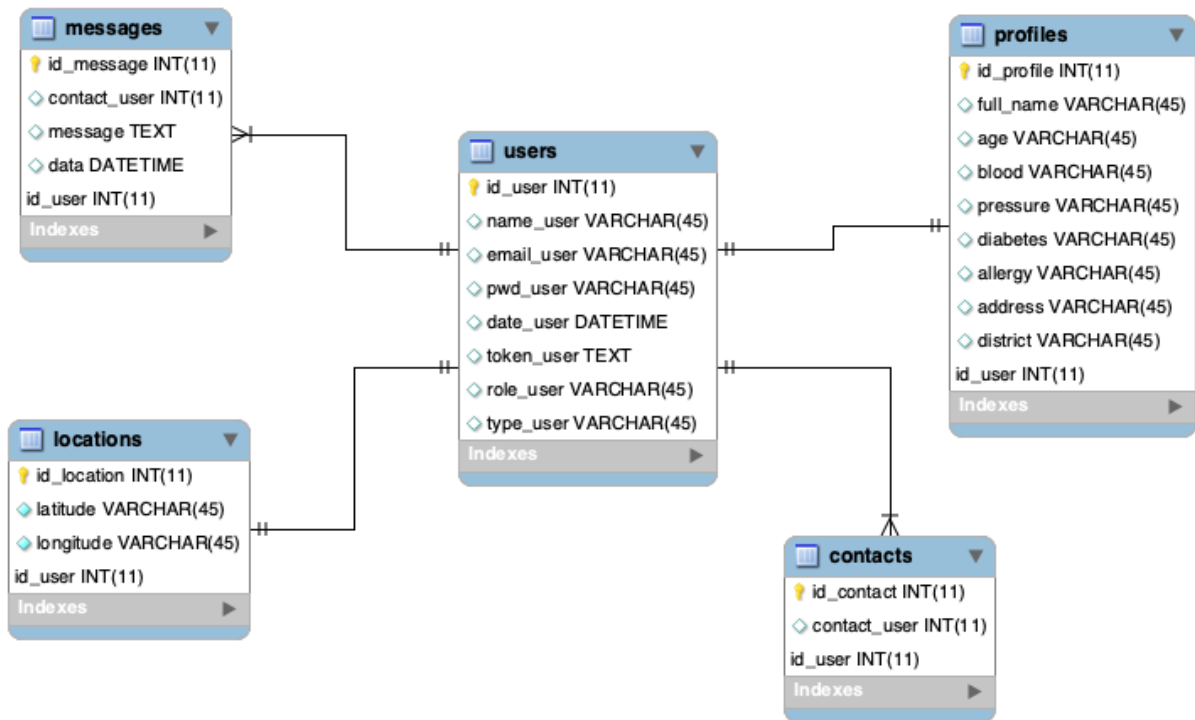 messages
id_message INT(11)
contact_user INT(11)
message TEXT
data DATETIME
id_user INT(11)
Indexes
users
id_user INT(11)
name_user VARCHAR(45)
email_user VARCHAR(45)
pwd_user VARCHAR(45)
date_user DATETIME
token_user TEXT
role_user VARCHAR(45)
type_user VARCHAR(45)
Indexes
profiles
id_profile INT(11)
full_name VARCHAR(45)
age VARCHAR(45)
blood VARCHAR(45)
pressure VARCHAR(45)
diabetes VARCHAR(45)
allergy VARCHAR(45)
address VARCHAR(45)
district VARCHAR(45)
id_user INT(11)
Indexes
locations
id_location INT(11)
latitude VARCHAR(45)
longitude VARCHAR(45)
id_user INT(11)
Indexes
contacts
id_contact INT(11)
contact_user INT(11)
id_user INT(11)
Indexes